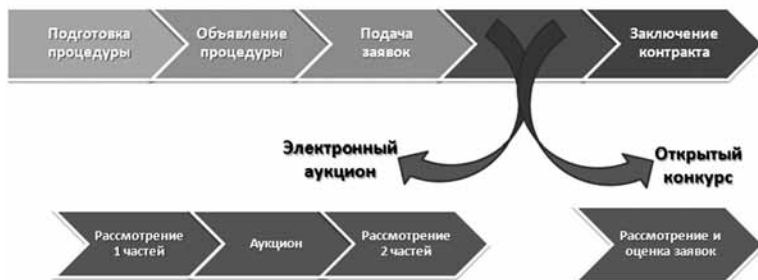 Подготовка
процедуры
Объявление
процедуры
Подача
заявок
Заключение
контракта
Электронный
аукцион
Открытый
конкурс
Рассмотрение
1 частей
Аукцион
Рассмотрение
2 частей
Рассмотрение и
оценка заявок